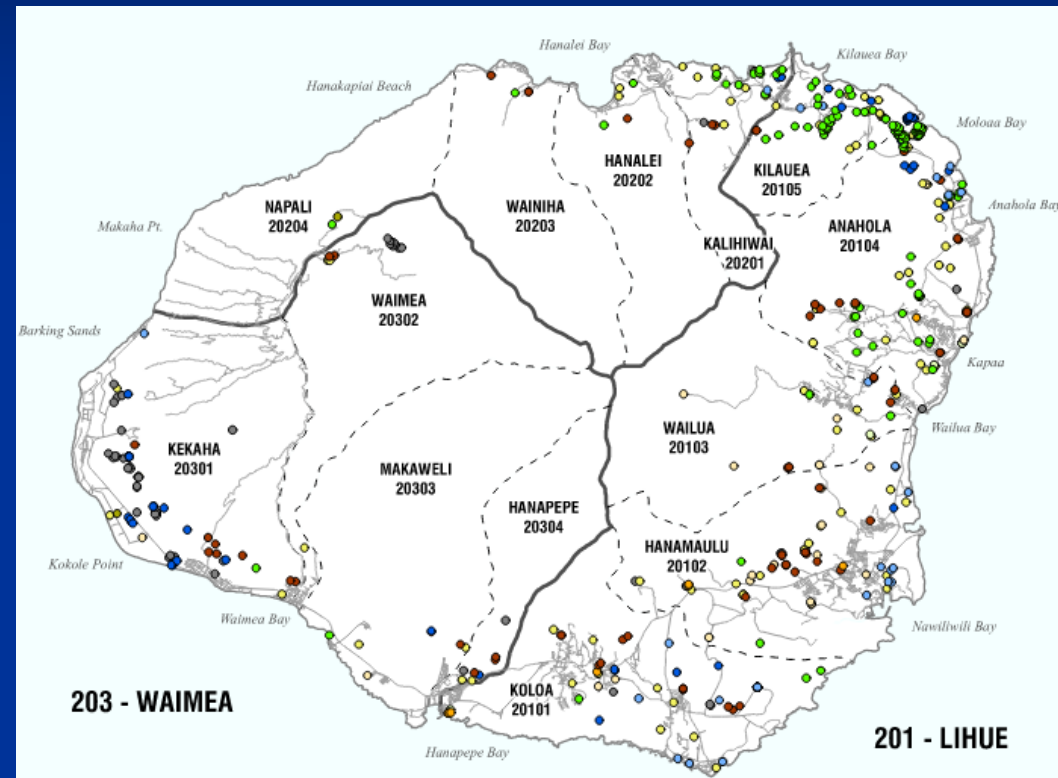 Hanalei Bay
Kilauea Bay
Hanakapiai Beach
Moloaa Bay
HANALEI
20202
KILAUEA
20105
NAPALI
20204
WAINIHA
20203
Anahola Bay
Makaha Pt.
ANAHOLA
20104
KALIHIWAI
20201
WAIMEA
20302
Barking Sands
Kapaa
WAILUA
20103
Wailua Bay
KEKAHA
20301
MAKAWELI
20303
HANAPEPE
20304
HANAMAULU
20102
Kokole Point
Waimea Bay
Nawiliwili Bay
KOLOA
20101
203 - WAIMEA
201 - LIHUE
Hanapepe Bay